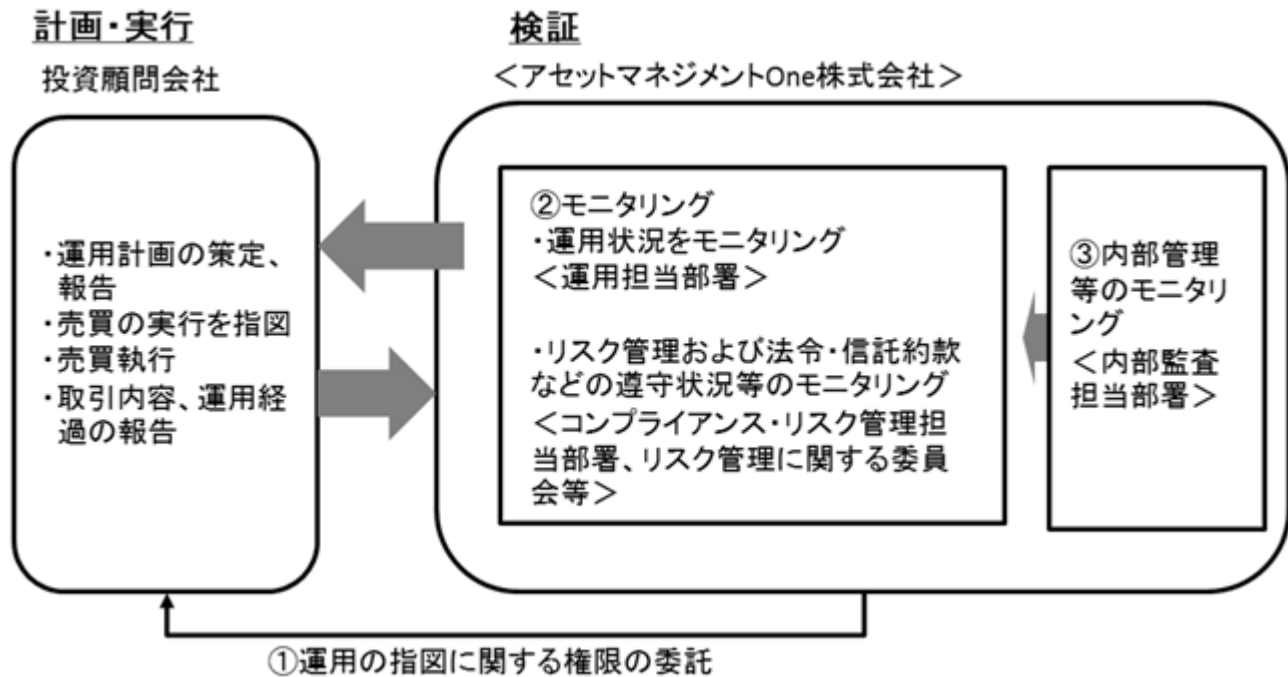 計画・実行
投資顧問会社
・運用計画の策定、
報告
・売買の実行を指図
・売買執行
・取引内容、運用経
過の報告
検証
＜アセットマネジメントOne株式会社＞
②モニタリング
・運用状況をモニタリング
＜運用担当部署＞
・リスク管理および法令・信託約款
などの遵守状況等のモニタリング
＜コンプライアンス・リスク管理担
当部署、リスク管理に関する委員
会等＞
③内部管理
等のモニタリ
ング
＜内部監査
担当部署＞
①運用の指図に関する権限の委託